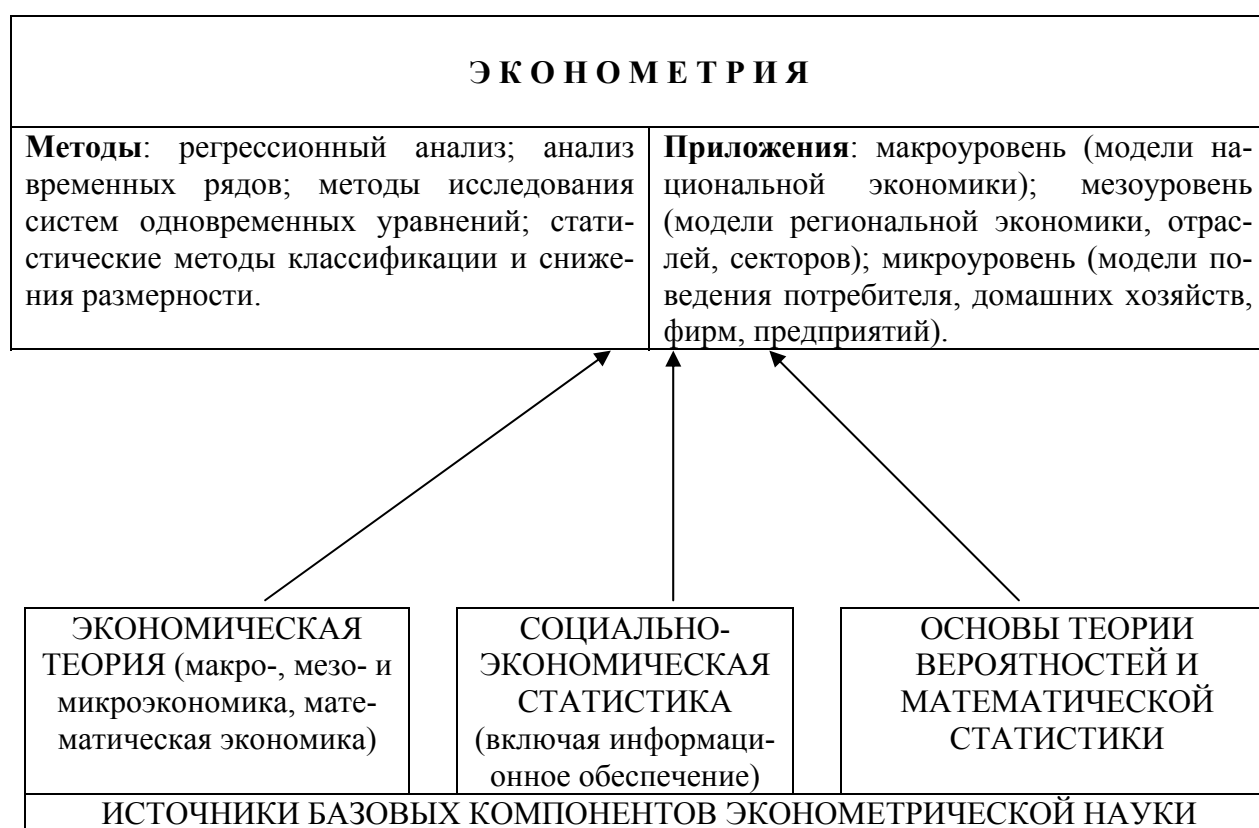 Э К О Н О М Е Т Р И Я
Методы: регрессионный анализ; анализ
временных рядов; методы исследования
систем одновременных уравнений; стати-
стические методы классификации и сниже-
ния размерности.
Приложения: макроуровень (модели на-
циональной экономики); мезоуровень
(модели региональной экономики, отрас-
лей, секторов); микроуровень (модели по-
ведения потребителя, домашних хозяйств,
фирм, предприятий).
ЭКОНОМИЧЕСКАЯ
ТЕОРИЯ (макро-, мезо- и
микроэкономика, мате-
матическая экономика)
СОЦИАЛЬНО-
ЭКОНОМИЧЕСКАЯ
СТАТИСТИКА
(включая информаци-
онное обеспечение)
ОСНОВЫ ТЕОРИИ
ВЕРОЯТНОСТЕЙ И
МАТЕМАТИЧЕСКОЙ
СТАТИСТИКИ
ИСТОЧНИКИ БАЗОВЫХ КОМПОНЕНТОВ ЭКОНОМЕТРИЧЕСКОЙ НАУКИ